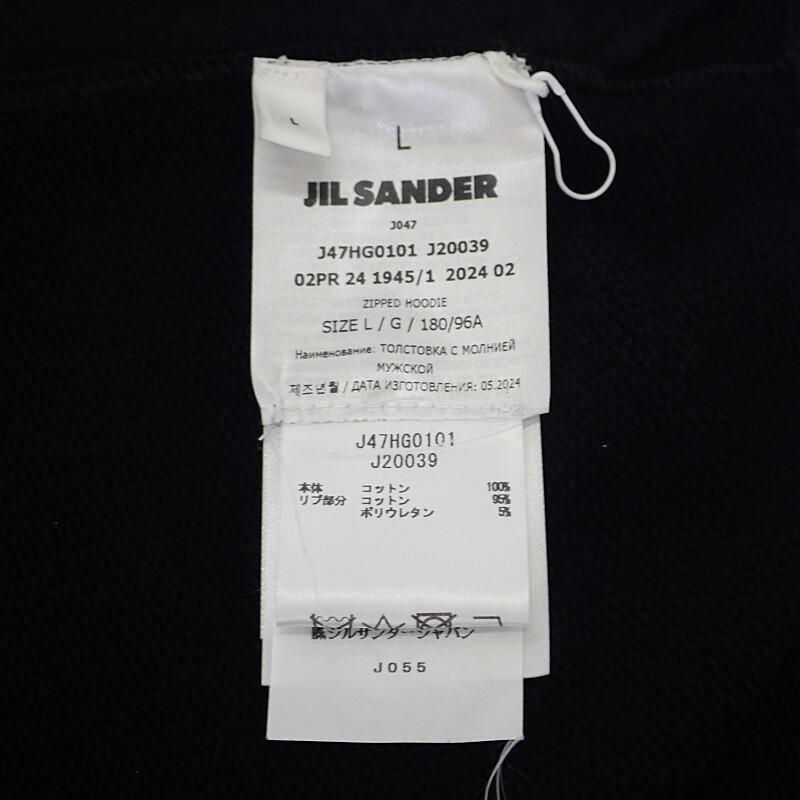 L
L
JIL SANDER
J047
J47HG0101 J20039
02PR 24 1945/1 2024 02
ZIPPED HOODIE
SIZE L / G / 180/96A
Наименование: ТОЛСТОВКА С МОЛНИЕЙ
МУЖСКОЙ
제조년월 / ДАТА ИЗГОТОВЛЕНИЯ: 05.2024
J47HG0101
J20039
本体 コットン 100%
リブ部分 コットン 95%
ポリウレタン 5%
㈱ジルサンダージャパン
J055